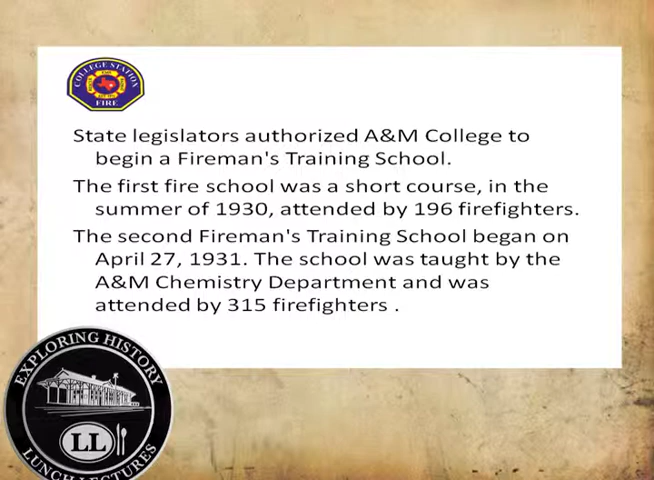 COLLEGE STATION
FIRE
State legislators authorized A&M College to
begin a Fireman's Training School.
The first fire school was a short course, in the
summer of 1930, attended by 196 firefighters.
The second Fireman's Training School began on
April 27, 1931. The school was taught by the
A&M Chemistry Department and was
attended by 315 firefighters .
EXPLORING HISTORY
LL
LUNCH LECTURES